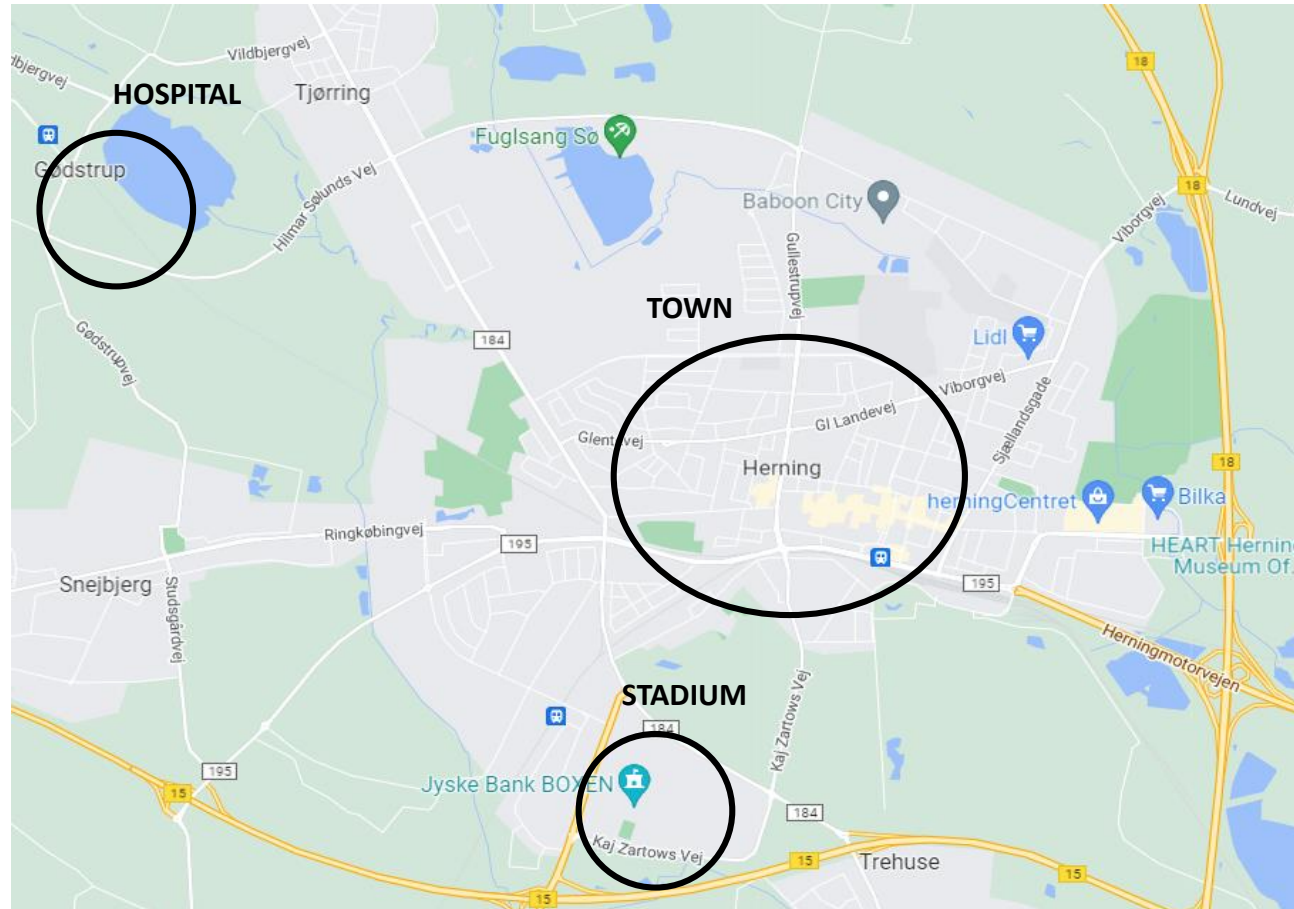 Vildbjergvej
dbjergvej
HOSPITAL
Tjørring
Gødstrup
Hilmar Sølunds Vej
Fuglsang Sø
18
Baboon City
18
Lundvej
Viborgvej
Gullestrupvej
TOWN
184
Lidl
Gødstrupvej
Viborgvej
Gl Landevej
Sjællandsgade
Glentevej
Herning
18
herningCentret
Bilka
Ringkøbingvej
195
HEART Herning
Museum Of.
Snejbjerg
195
Studsgårdvej
Herningmotorvejen
STADIUM
184
Kaj Zartows Vej
195
Jyske Bank BOXEN
15
184
Kaj Zartows Vej
15
Trehuse
15
15